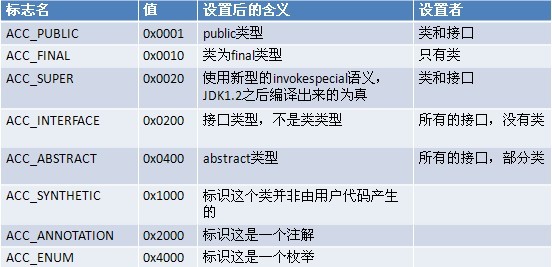 标志名 值 设置后的含义 设置者
ACC_PUBLIC 0x0001 public类型 类和接口
ACC_FINAL 0x0010 类为final类型 只有类
ACC_SUPER 0x0020 使用新型的invokespecial语义， 类和接口
JDK1.2之后编译出来的为真
ACC_INTERFACE 0x0200 接口类型，不是类类型 所有的接口，没有类
ACC_ABSTRACT 0x0400 abstract类型 所有的接口，部分类
ACC_SYNTHETIC 0x1000 标识这个类并非由用户代码产生
的
ACC_ANNOTATION 0x2000 标识这是一个注解
ACC_ENUM 0x4000 标识这是一个枚举